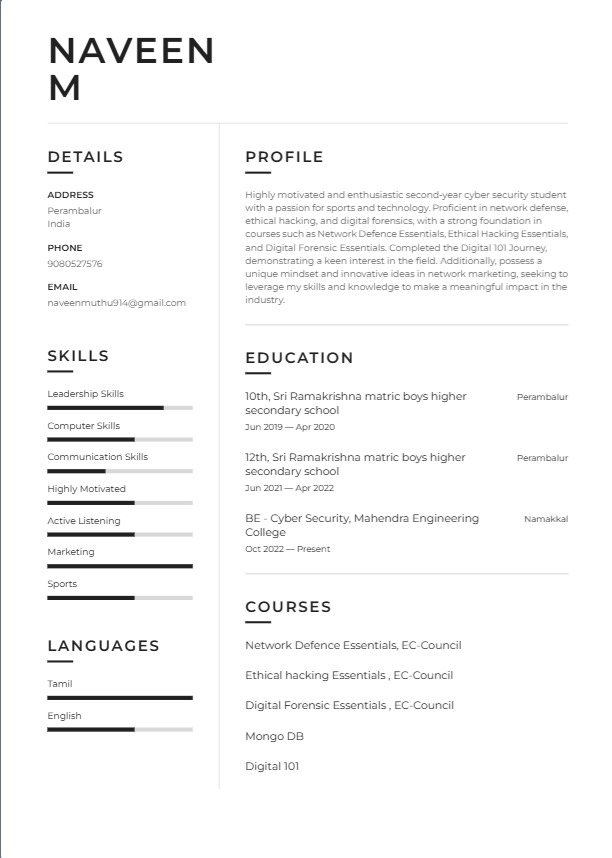 NAVEEN
M
DETAILS
ADDRESS
Perambalur
India
PHONE
9080527576
EMAIL
naveenmuthu914@gmail.com
SKILLS
Leadership Skills
Computer Skills
Communication Skills
Highly Motivated
Active Listening
Marketing
Sports
LANGUAGES
Tamil
English
PROFILE
Highly motivated and enthusiastic second-year cyber security student
with a passion for sports and technology. Proficient in network defense,
ethical hacking, and digital forensics, with a strong foundation in
courses such as Network Defence Essentials, Ethical Hacking Essentials,
and Digital Forensic Essentials. Completed the Digital 101 Journey,
demonstrating a keen interest in the field. Additionally, possess a
unique mindset and innovative ideas in network marketing, seeking to
leverage my skills and knowledge to make a meaningful impact in the
industry.
EDUCATION
10th, Sri Ramakrishna matric boys higher Perambalur
secondary school
Jun 2019 — Apr 2020
12th, Sri Ramakrishna matric boys higher Perambalur
secondary school
Jun 2021 — Apr 2022
BE - Cyber Security, Mahendra Engineering Namakkal
College
Oct 2022 — Present
COURSES
Network Defence Essentials, EC-Council
Ethical hacking Essentials , EC-Council
Digital Forensic Essentials , EC-Council
Mongo DB
Digital 101